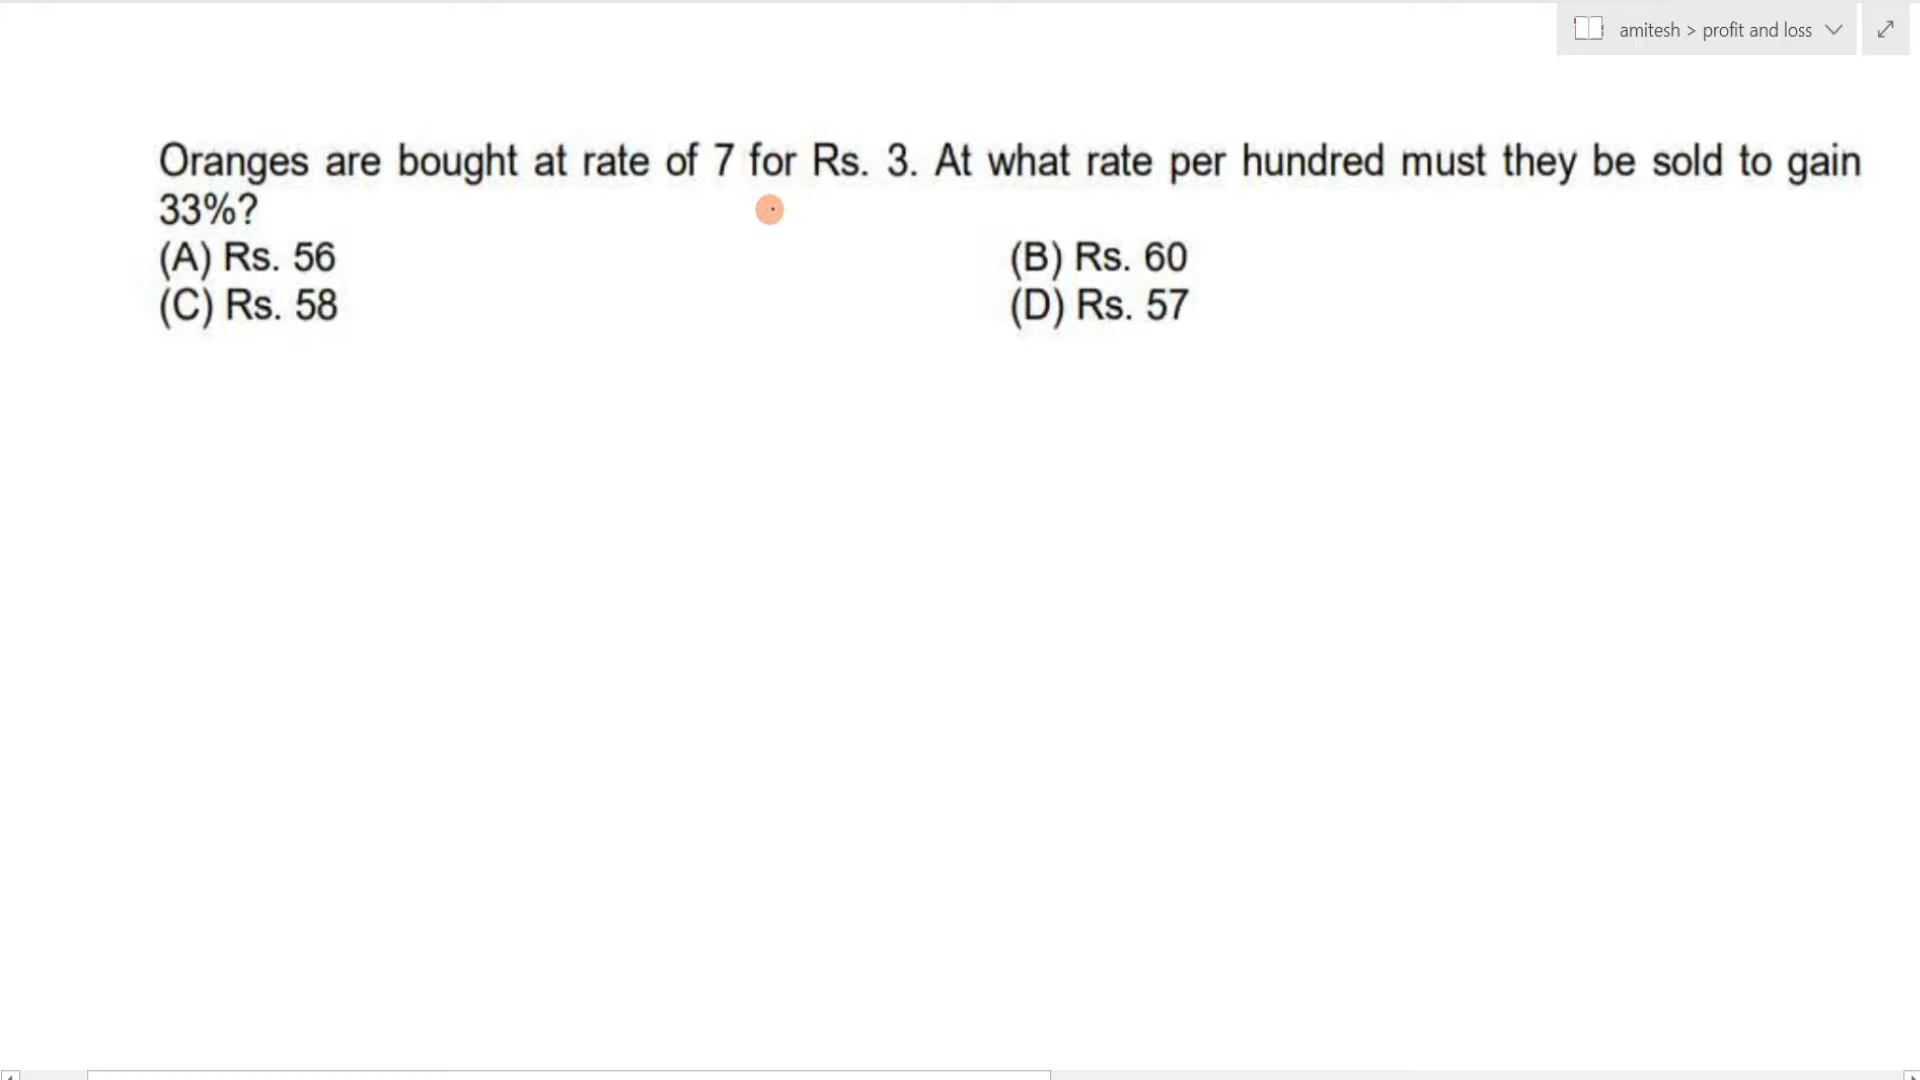 amitesh > profit and loss
Oranges are bought at rate of 7 for Rs. 3. At what rate per hundred must they be sold to gain
33%?
(A) Rs. 56 (B) Rs. 60
(C) Rs. 58 (D) Rs. 57